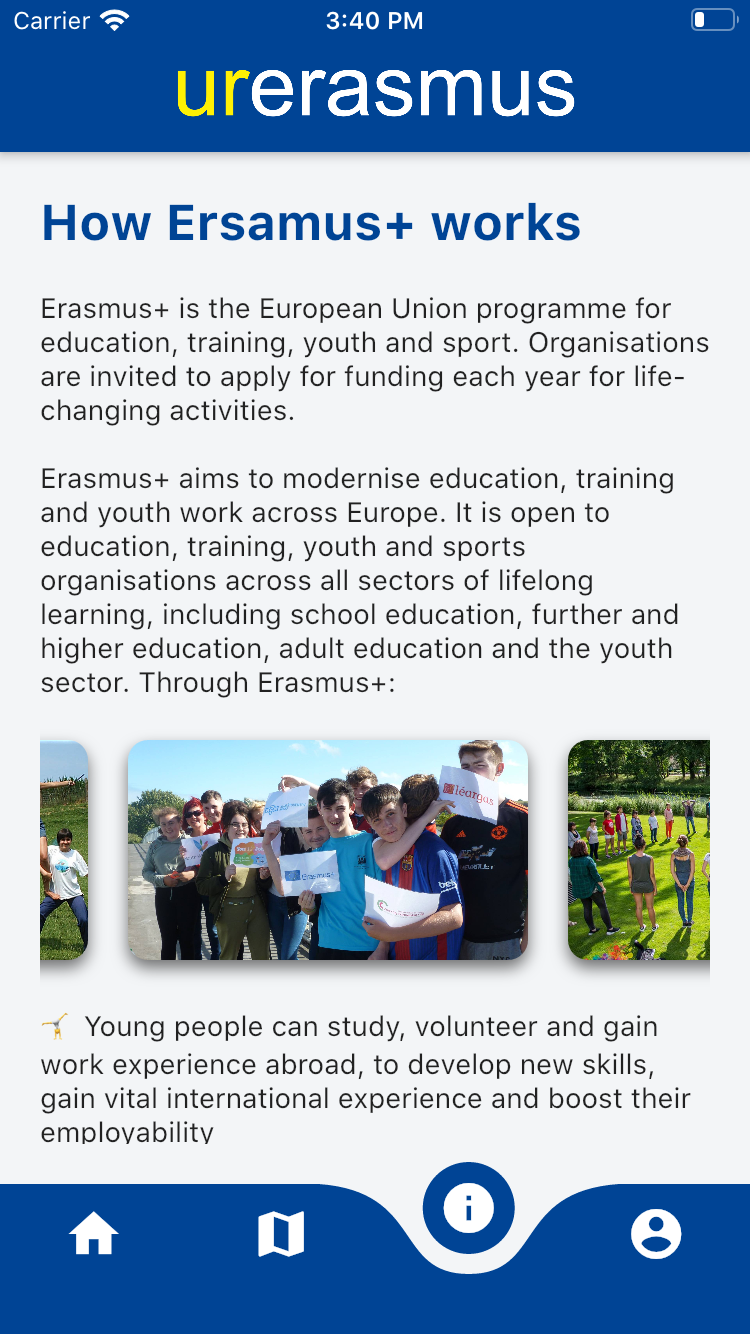 Carrier 3:40 PM
urerasmus
How Ersamus+ works
Erasmus+ is the European Union programme for
education, training, youth and sport. Organisations
are invited to apply for funding each year for life-
changing activities.
Erasmus+ aims to modernise education, training
and youth work across Europe. It is open to
education, training, youth and sports
organisations across all sectors of lifelong
learning, including school education, further and
higher education, adult education and the youth
sector. Through Erasmus+:
léargas
Erasmus+
🤸 Young people can study, volunteer and gain
work experience abroad, to develop new skills,
gain vital international experience and boost their
employability